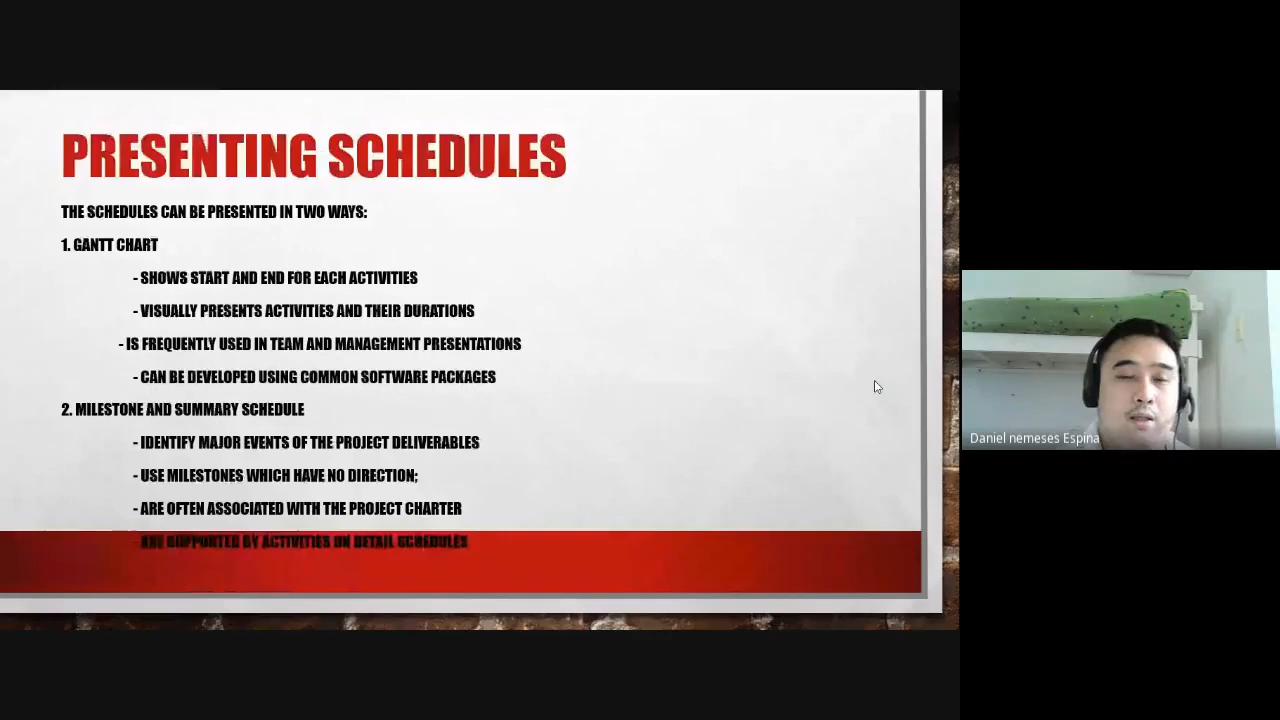 PRESENTING SCHEDULES
THE SCHEDULES CAN BE PRESENTED IN TWO WAYS:
1. GANTT CHART
- SHOWS START AND END FOR EACH ACTIVITIES
- VISUALLY PRESENTS ACTIVITIES AND THEIR DURATIONS
- IS FREQUENTLY USED IN TEAM AND MANAGEMENT PRESENTATIONS
- CAN BE DEVELOPED USING COMMON SOFTWARE PACKAGES
2. MILESTONE AND SUMMARY SCHEDULE
- IDENTIFY MAJOR EVENTS OF THE PROJECT DELIVERABLES
- USE MILESTONES WHICH HAVE NO DIRECTION;
- ARE OFTEN ASSOCIATED WITH THE PROJECT CHARTER
- ARE SUPPORTED BY ACTIVITIES ON DETAIL SCHEDULES
Daniel nemeses Espina